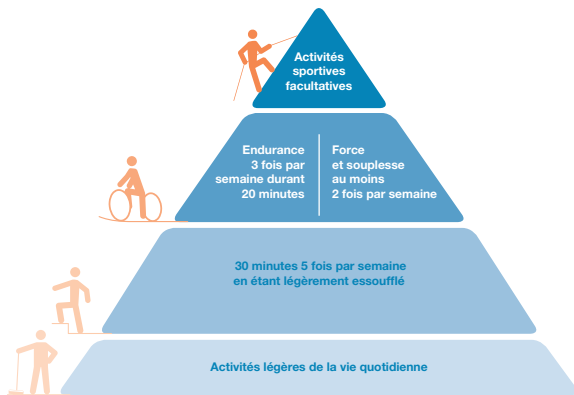 Activités
sportives
facultatives
Endurance
3 fois par
semaine durant
20 minutes
Force
et souplesse
au moins
2 fois par semaine
30 minutes 5 fois par semaine
en étant légèrement essoufflé
Activités légères de la vie quotidienne